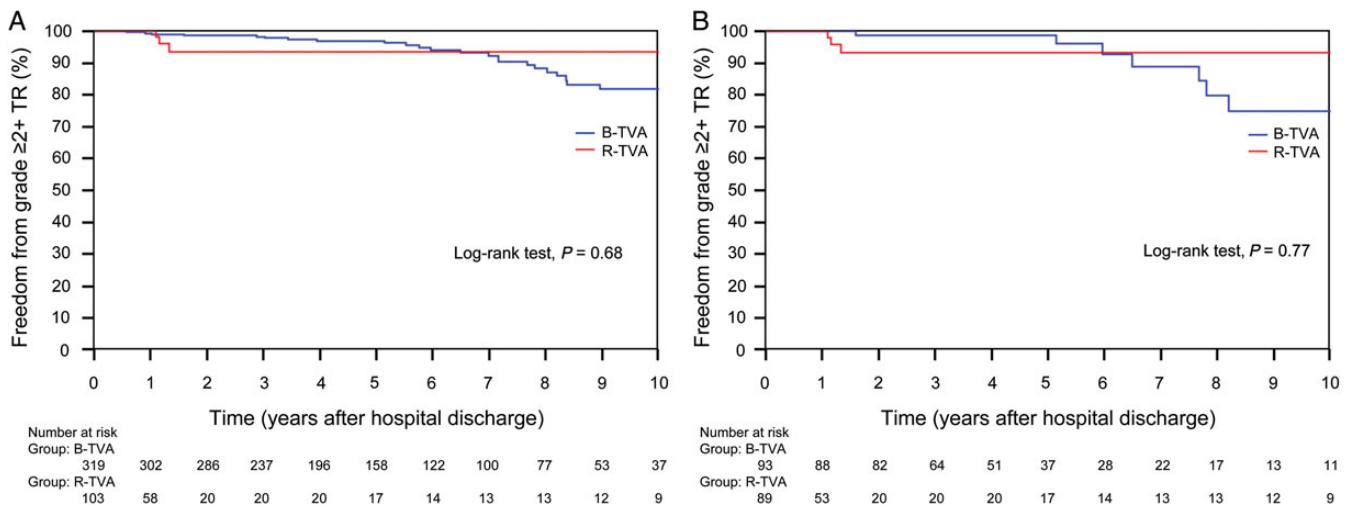 A
Freedom from grade ≥2+ TR (%)
100
90
80
70
60
50
40
30
20
10
0
B-TVA
R-TVA
Log-rank test, P = 0.68
0 1 2 3 4 5 6 7 8 9 10
Time (years after hospital discharge)
Number at risk
Group: B-TVA
319 302 286 237 196 158 122 100 77 53 37
Group: R-TVA
103 58 20 20 20 17 14 13 13 12 9
B
Freedom from grade ≥2+ TR (%)
100
90
80
70
60
50
40
30
20
10
0
B-TVA
R-TVA
Log-rank test, P = 0.77
0 1 2 3 4 5 6 7 8 9 10
Time (years after hospital discharge)
Number at risk
Group: B-TVA
93 88 82 64 51 37 28 22 17 13 11
Group: R-TVA
89 53 20 20 20 17 14 13 13 12 9